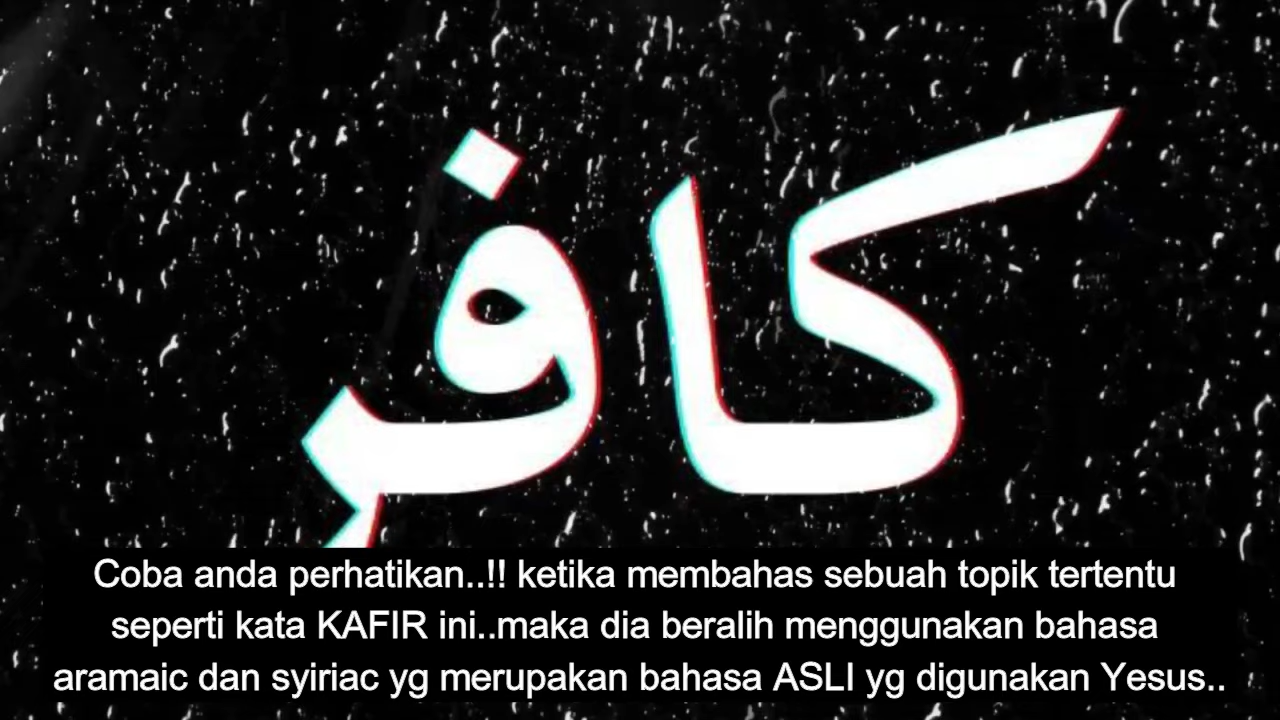 كافر
Coba anda perhatikan..!! ketika membahas sebuah topik tertentu
seperti kata KAFIR ini..maka dia beralih menggunakan bahasa
aramaic dan syiriac yg merupakan bahasa ASLI yg digunakan Yesus..